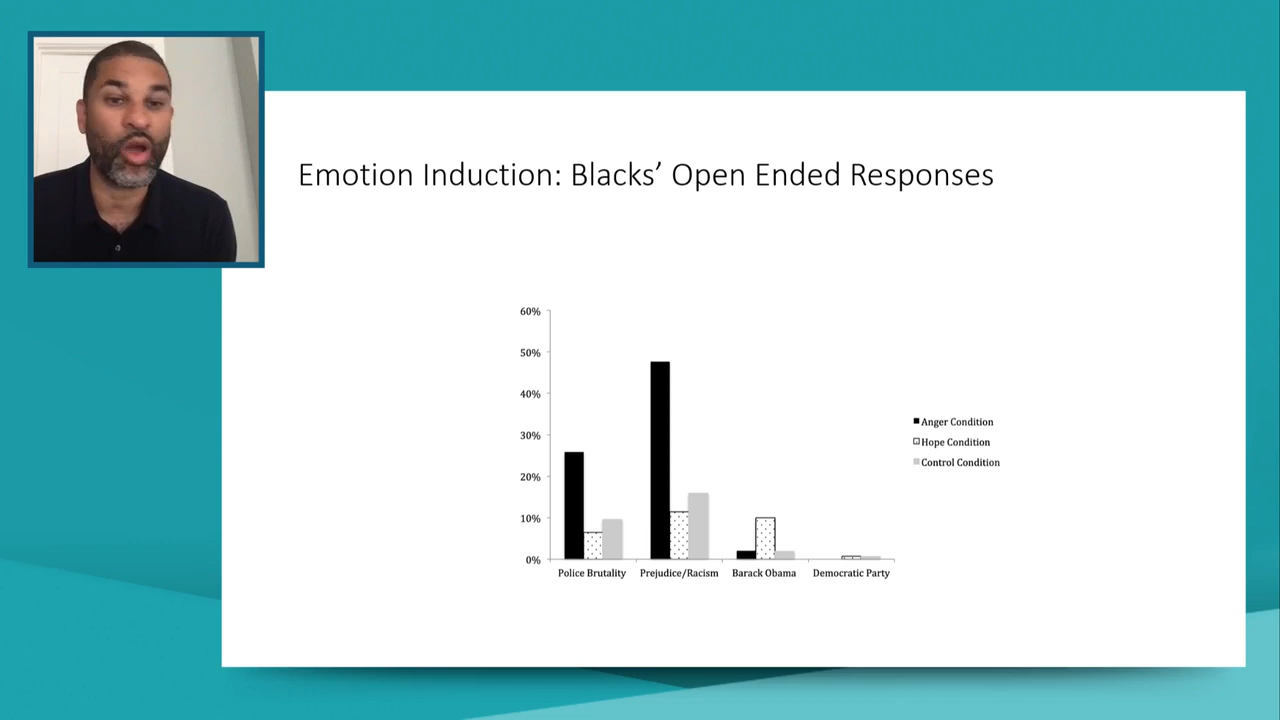 Emotion Induction: Blacks’ Open Ended Responses
60%
50%
40%
30%
20%
10%
0%
Police Brutality
Prejudice/Racism
Barack Obama
Democratic Party
Anger Condition
Hope Condition
Control Condition